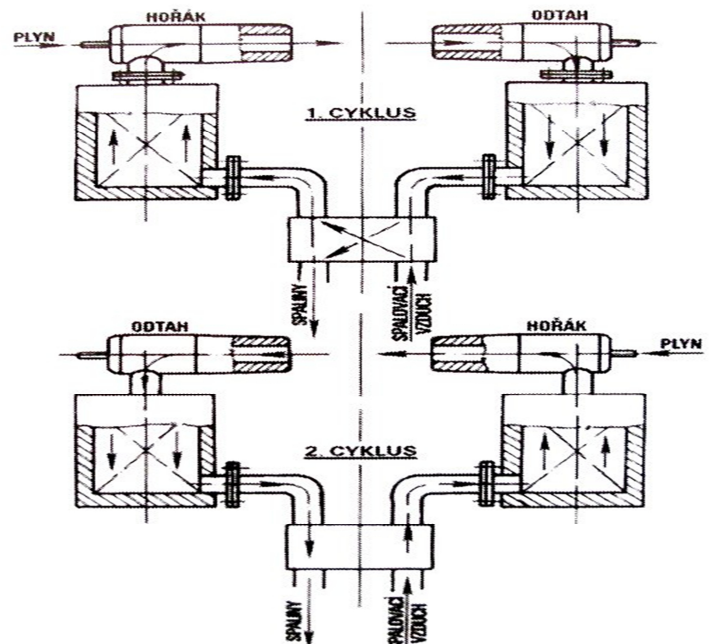 HOŘÁK
ODTAH
PLYN
1. CYKLUS
SPALINY
SPALOVACÍ
VZDUCH
ODTAH
HOŘÁK
PLYN
2. CYKLUS
SPALINY
SPALOVACÍ
VZDUCH